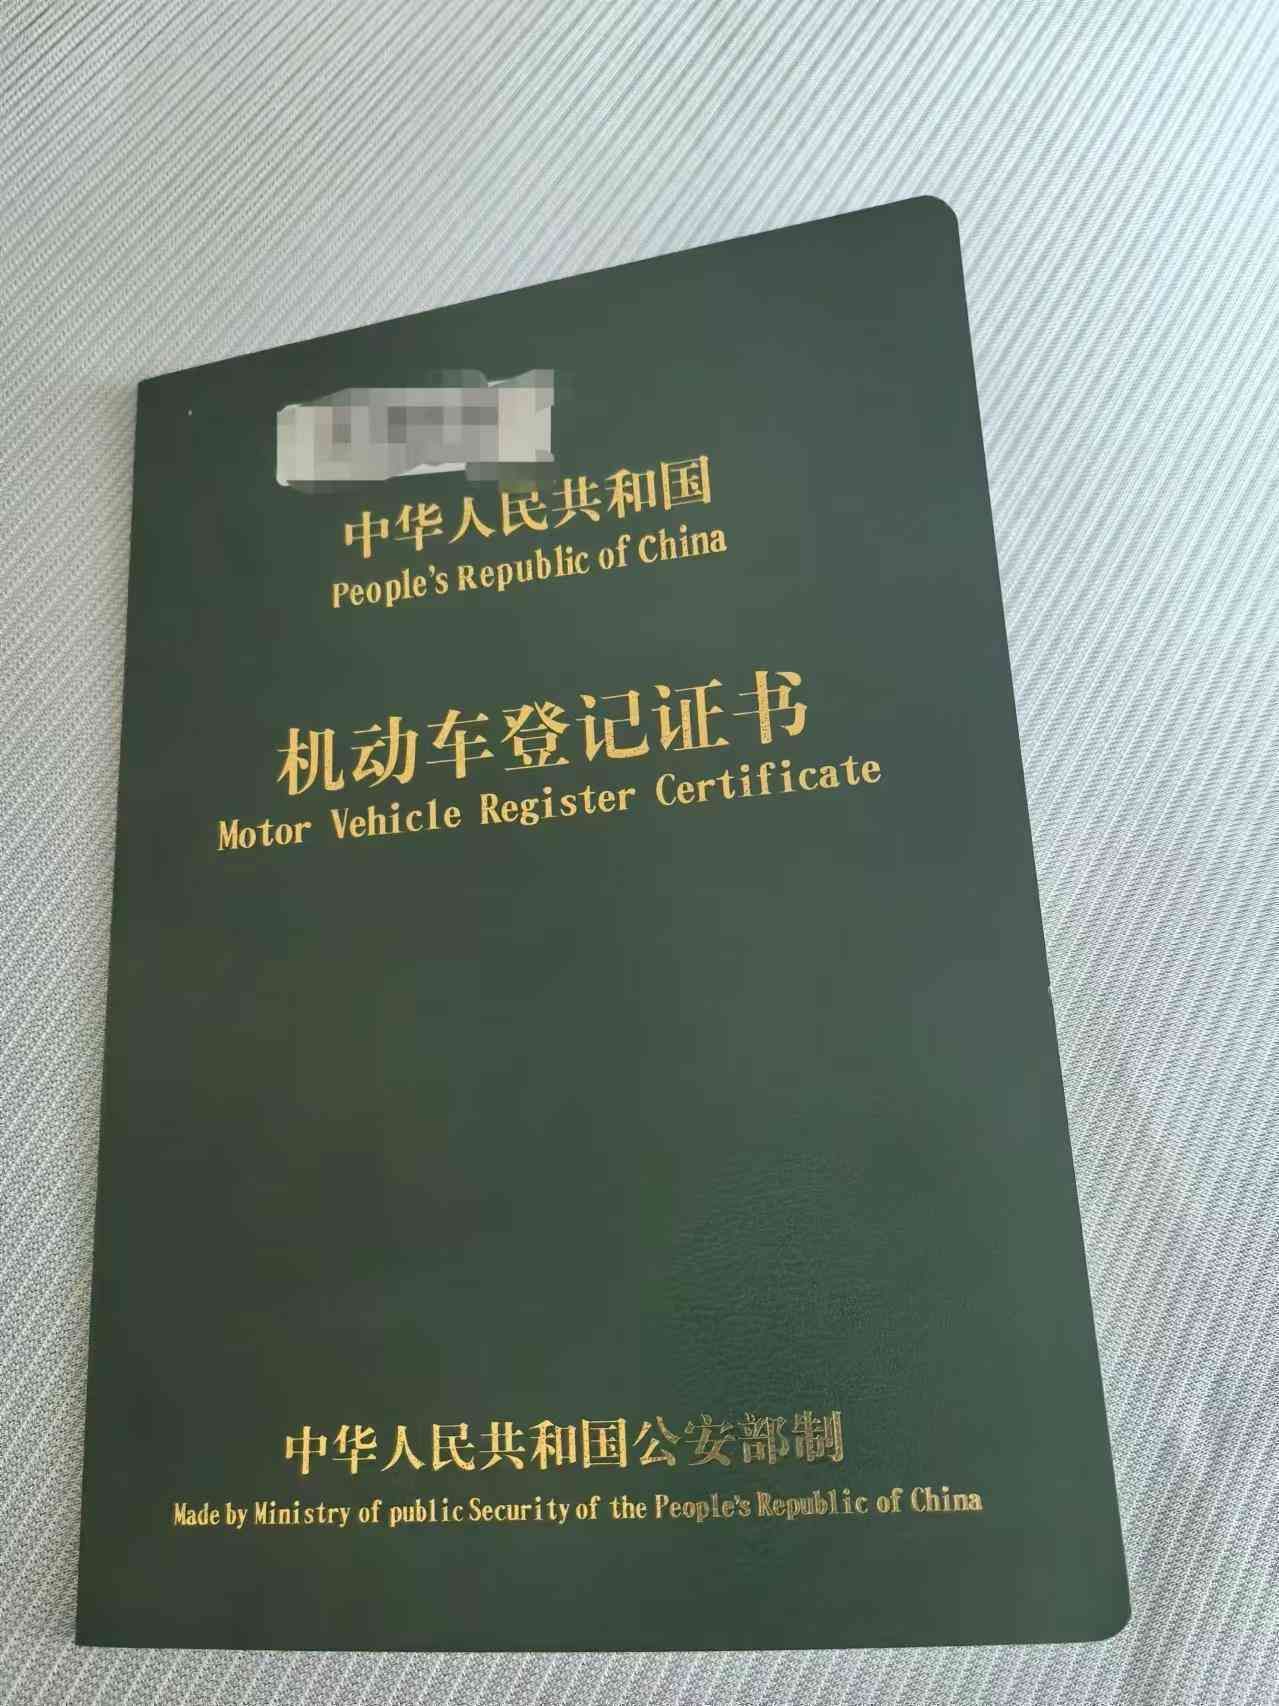 中华人民共和国
People's Republic of China
机动车登记证书
Motor Vehicle Register Certificate
中华人民共和国公安部制
Made by Ministry of public Security of the People's Republic of China